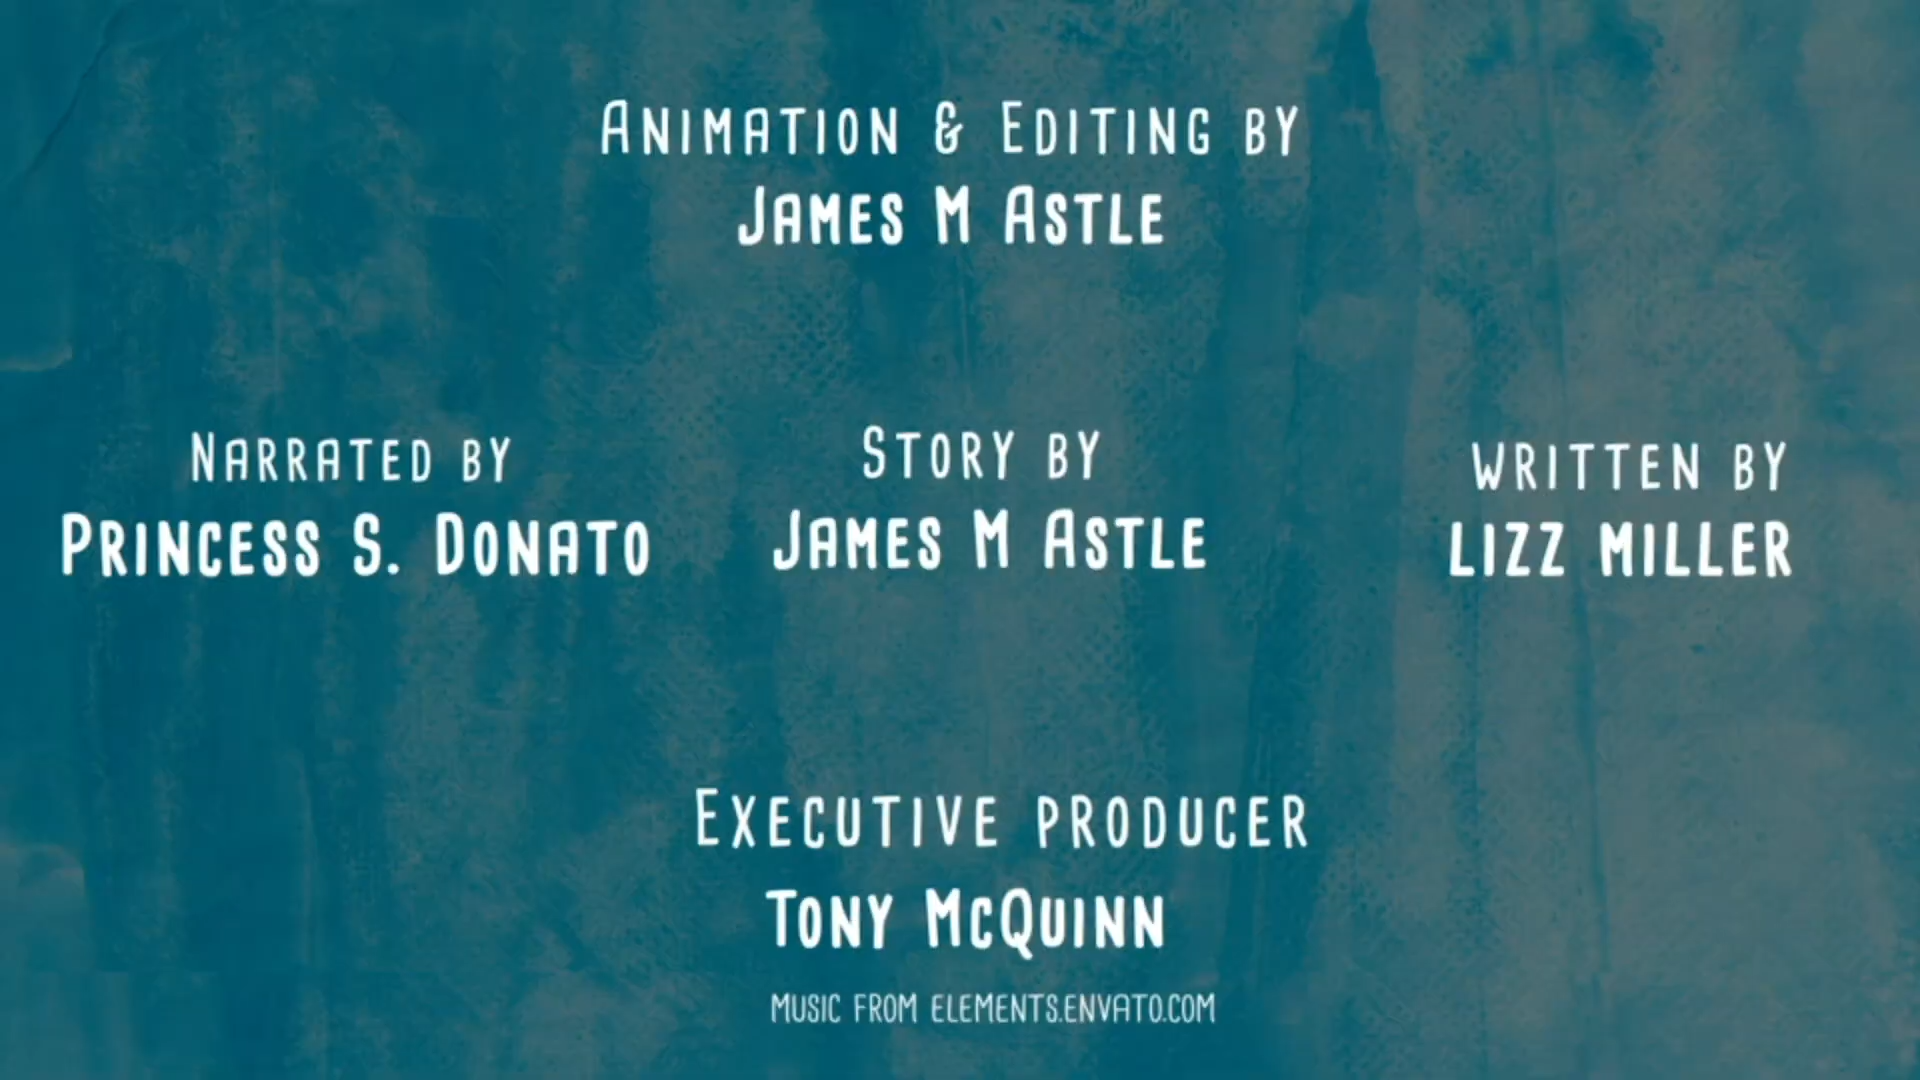 Animation & Editing by
James M Astle
Narrated by
Princess S. Donato
Story by
James M Astle
WRITTEN BY
LIZZ MILLER
Executive producer
Tony McQuinn
MUSIC FROM ELEMENTS.ENVATO.COM